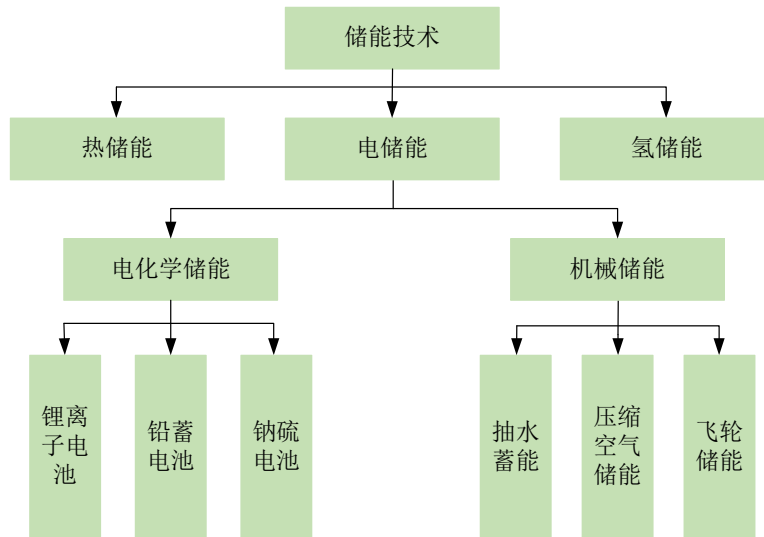 储能技术
热储能
电储能
氢储能
电化学储能
机械储能
锂离
子电
池
铅蓄
电池
钠硫
电池
抽水
蓄能
压缩
空气
储能
飞轮
储能